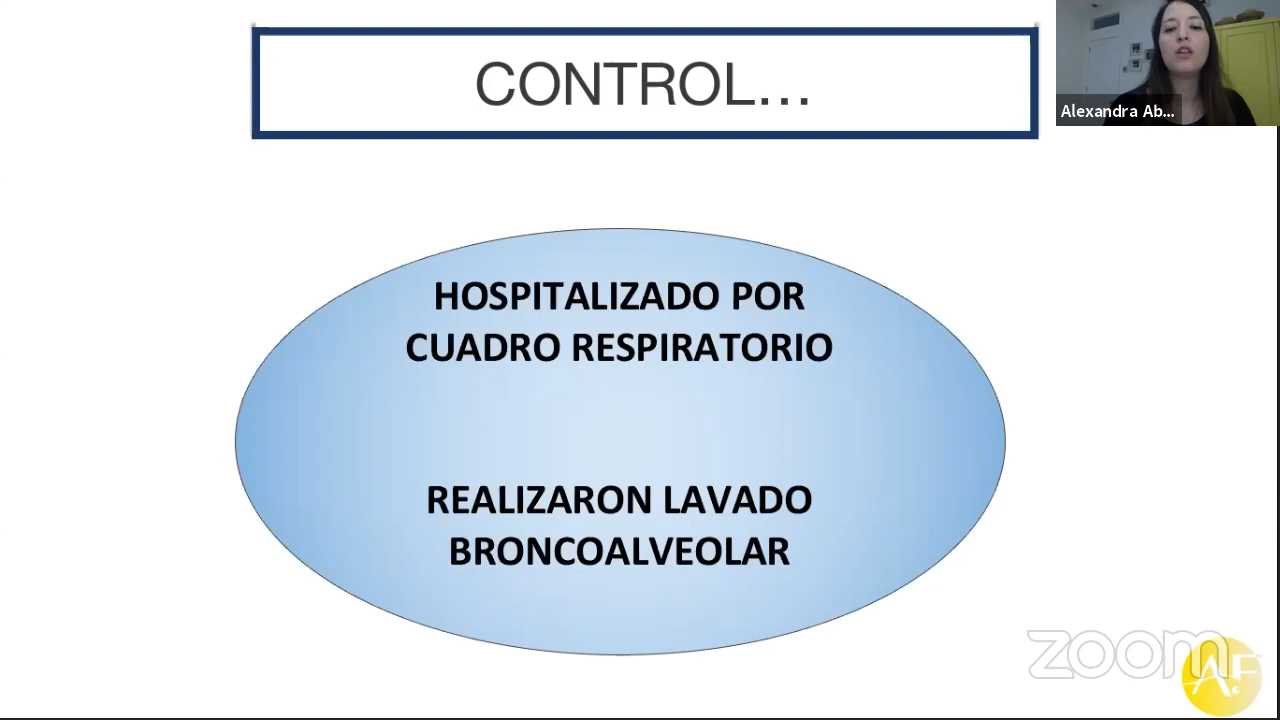 CONTROL...
Alexandra Ab...
HOSPITALIZADO POR
CUADRO RESPIRATORIO
REALIZARON LAVADO
BRONCOALVEOLAR
zoom
A.F